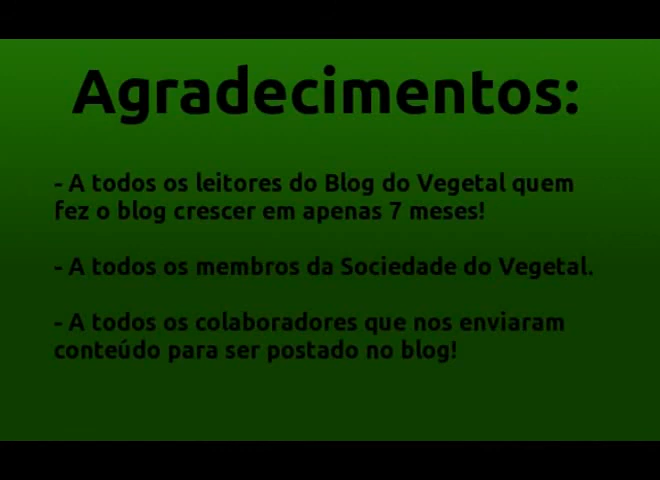 Agradecimentos:
- A todos os leitores do Blog do Vegetal quem
fez o blog crescer em apenas 7 meses!
- A todos os membros da Sociedade do Vegetal.
- A todos os colaboradores que nos enviaram
conteúdo para ser postado no blog!